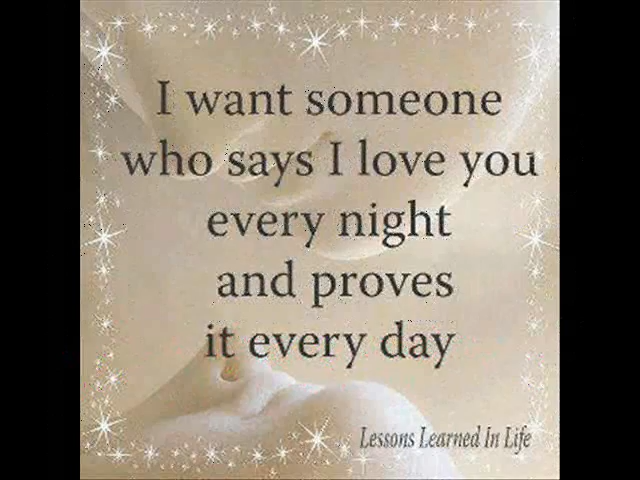 I want someone
who says I love you
every night
and proves
it every day
Lessons Learned In Life